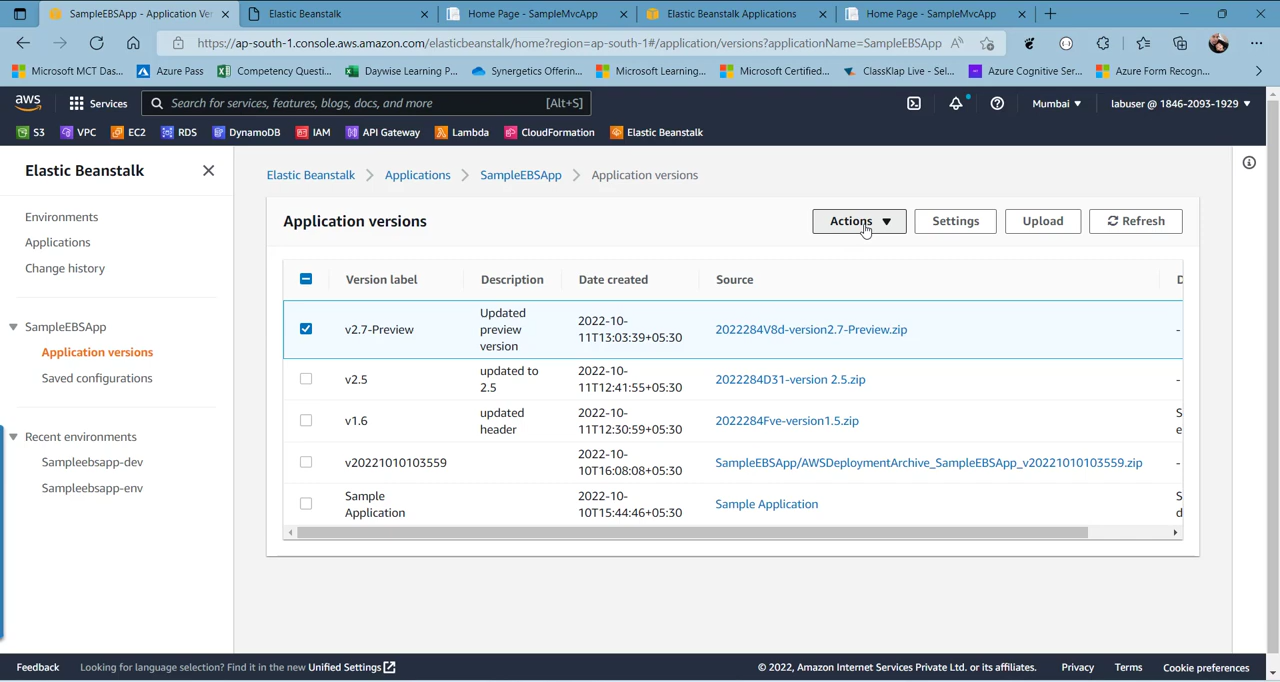 SampleEBSApp - Application Ver
Elastic Beanstalk
Home Page - SampleMvcApp
Elastic Beanstalk Applications
Home Page - SampleMvcApp
https://ap-south-1.console.aws.amazon.com/elasticbeanstalk/home?region=ap-south-1#/application/versions?applicationName=SampleEBSApp
Microsoft MCT Das...
Azure Pass
Competency Questi...
Daywise Learning P...
Synergetics Offerin...
Microsoft Learning...
Microsoft Certified...
ClassKlap Live - Sel...
Azure Cognitive Ser...
Azure Form Recogn...
aws
Services
Search for services, features, blogs, docs, and more
[Alt+S]
Mumbai
labuser @ 1846-2093-1929
S3
VPC
EC2
RDS
DynamoDB
IAM
API Gateway
Lambda
CloudFormation
Elastic Beanstalk
Elastic Beanstalk
Environments
Applications
Change history
SampleEBSApp
Application versions
Saved configurations
Recent environments
Sampleebsapp-dev
Sampleebsapp-env
Elastic Beanstalk
Applications
SampleEBSApp
Application versions
Application versions
Actions
Settings
Upload
Refresh
Version label
Description
Date created
Source
D
v2.7-Preview
Updated
preview
version
2022-10-
11T13:03:39+05:30
2022284V8d-version2.7-Preview.zip
-
v2.5
updated to
2.5
2022-10-
11T12:41:55+05:30
2022284D31-version 2.5.zip
-
v1.6
updated
header
2022-10-
11T12:30:59+05:30
2022284Fve-version1.5.zip
S
e
v20221010103559
2022-10-
10T16:08:08+05:30
SampleEBSApp/AWSDeploymentArchive_SampleEBSApp_v20221010103559.zip
-
Sample
Application
2022-10-
10T15:44:46+05:30
Sample Application
S
d
Feedback
Looking for language selection? Find it in the new Unified Settings
© 2022, Amazon Internet Services Private Ltd. or its affiliates.
Privacy
Terms
Cookie preferences